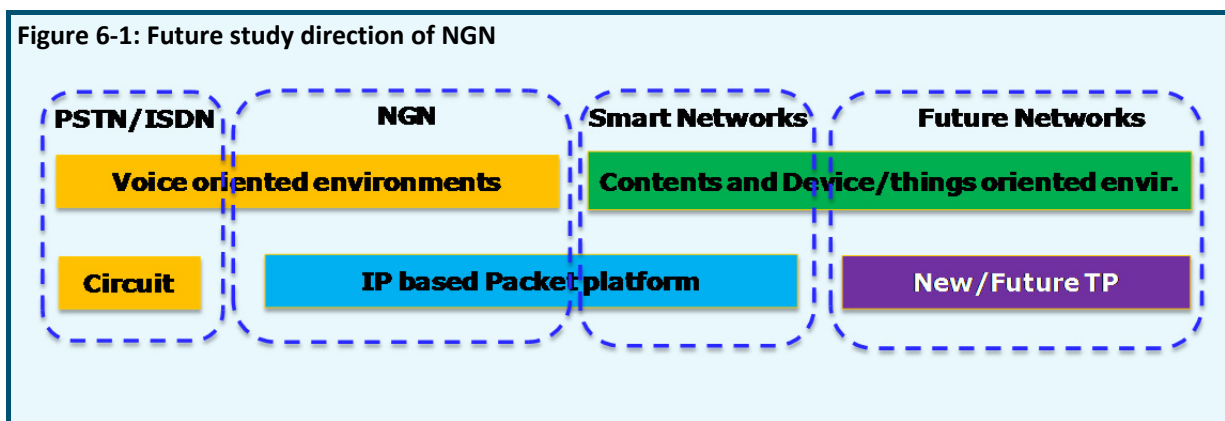 Figure 6-1: Future study direction of NGN
PSTN/ISDN NGN Smart Networks Future Networks
Voice oriented environments Contents and Device/things oriented envir.
Circuit IP based Packet platform New/Future TP